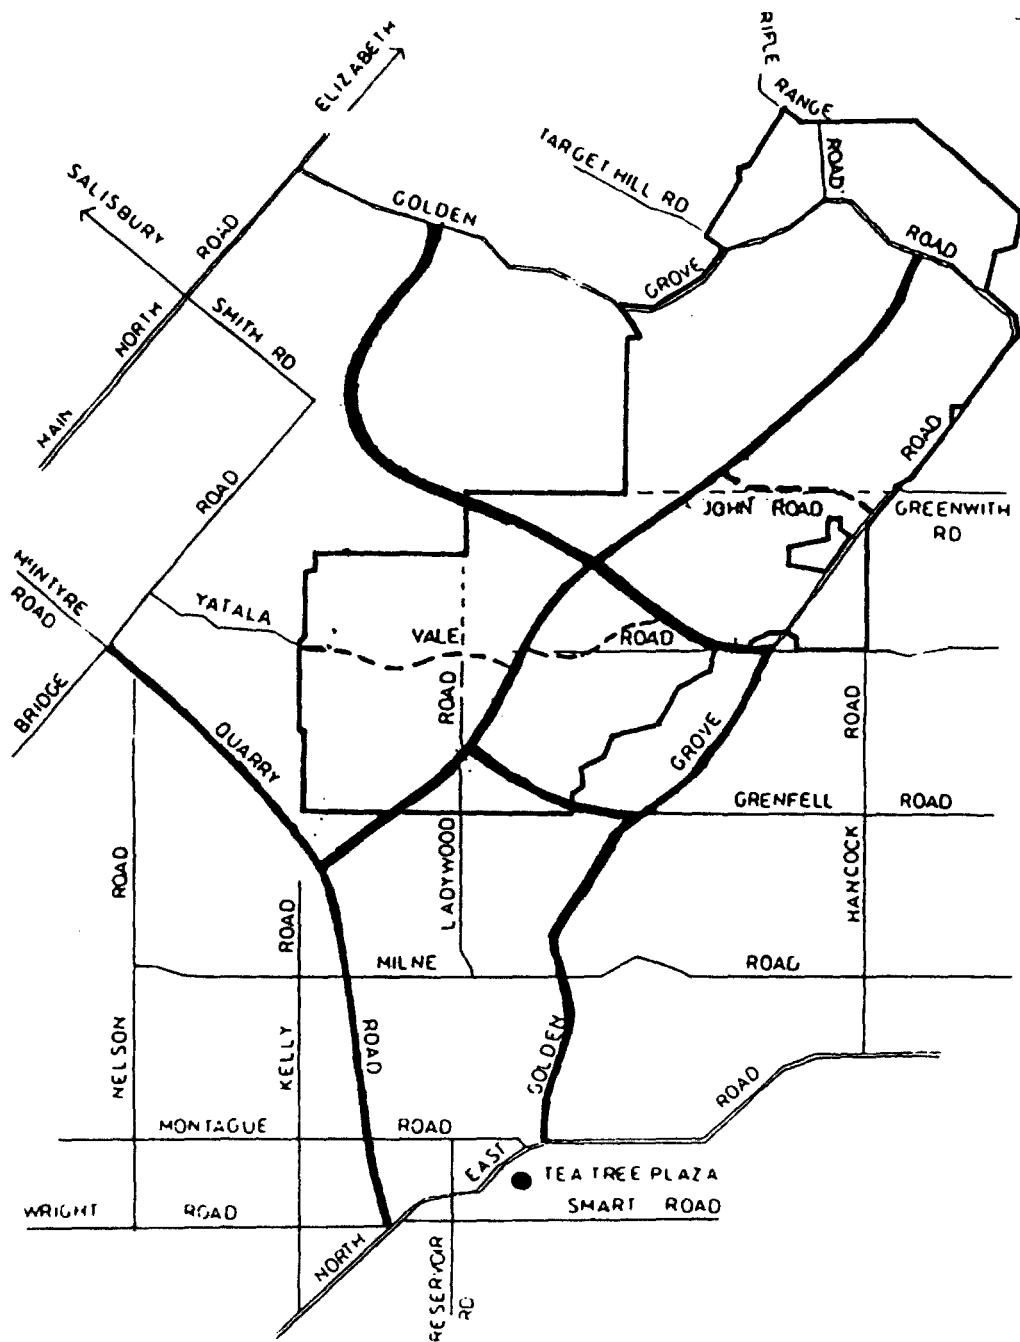 RIFLE
RANGE
ROAD
ELIZABETH
TARGET HILL RD
SALISBURY
GOLDEN
GROVE
ROAD
MAIN NORTH ROAD
SMITH RD
ROAD
JOHN ROAD
GREENWITH
RD
McINTYRE
ROAD
BRIDGE ROAD
YATALA VALE ROAD
QUARRY
ROAD
LADYWOOD ROAD
GROVE
GRENFELL ROAD
HANCOCK ROAD
NELSON ROAD
KELLY ROAD
MILNE ROAD
GOLDEN
MONTAGUE ROAD
NORTH EAST ROAD
TEA TREE PLAZA
WRIGHT ROAD
SMART ROAD
RESERVOIR
RD